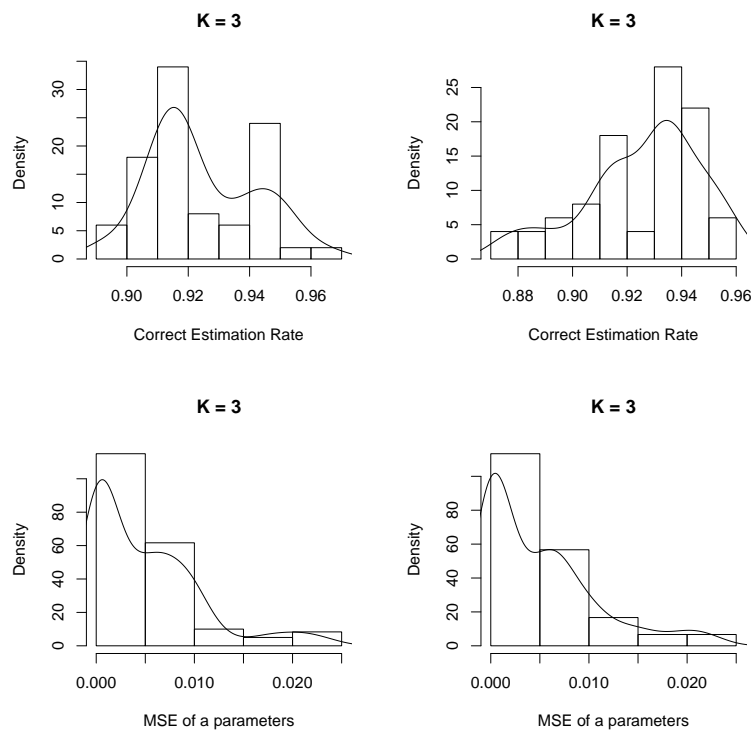 K = 3
Density
0 5 10 20 30
0.90 0.92 0.94 0.96
Correct Estimation Rate
K = 3
Density
0 5 10 15 20 25
0.88 0.90 0.92 0.94 0.96
Correct Estimation Rate
K = 3
Density
0 20 40 60 80
0.000 0.010 0.020
MSE of a parameters
K = 3
Density
0 20 40 60 80
0.000 0.010 0.020
MSE of a parameters